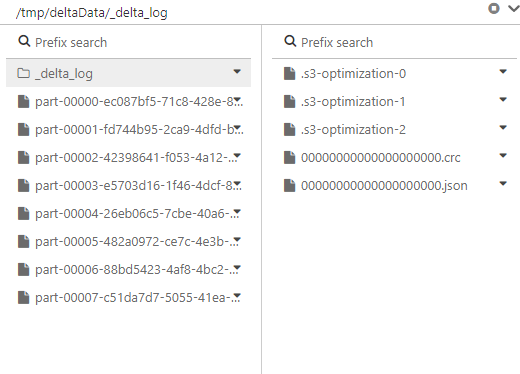 /tmp/deltaData/_delta_log
Prefix search
_delta_log
part-00000-ec087bf5-71c8-428e-8...
part-00001-fd744b95-2ca9-4dfd-b...
part-00002-42398641-f053-4a12-...
part-00003-e5703d16-1f46-4dcf-8...
part-00004-26eb06c5-7cbe-40a6-...
part-00005-482a0972-ce7c-4e3b-...
part-00006-88bd5423-4af8-4bc2-...
part-00007-c51da7d7-5055-41ea-...
Prefix search
.s3-optimization-0
.s3-optimization-1
.s3-optimization-2
00000000000000000000.crc
00000000000000000000.json